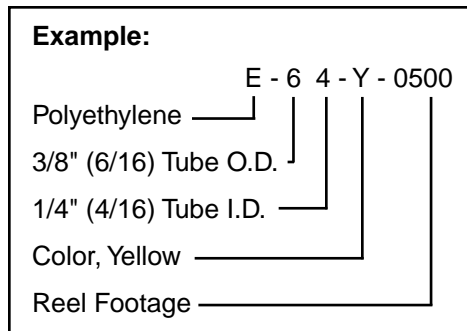 Example:
E - 6 4 - Y - 0500
Polyethylene
3/8" (6/16) Tube O.D.
1/4" (4/16) Tube I.D.
Color, Yellow
Reel Footage